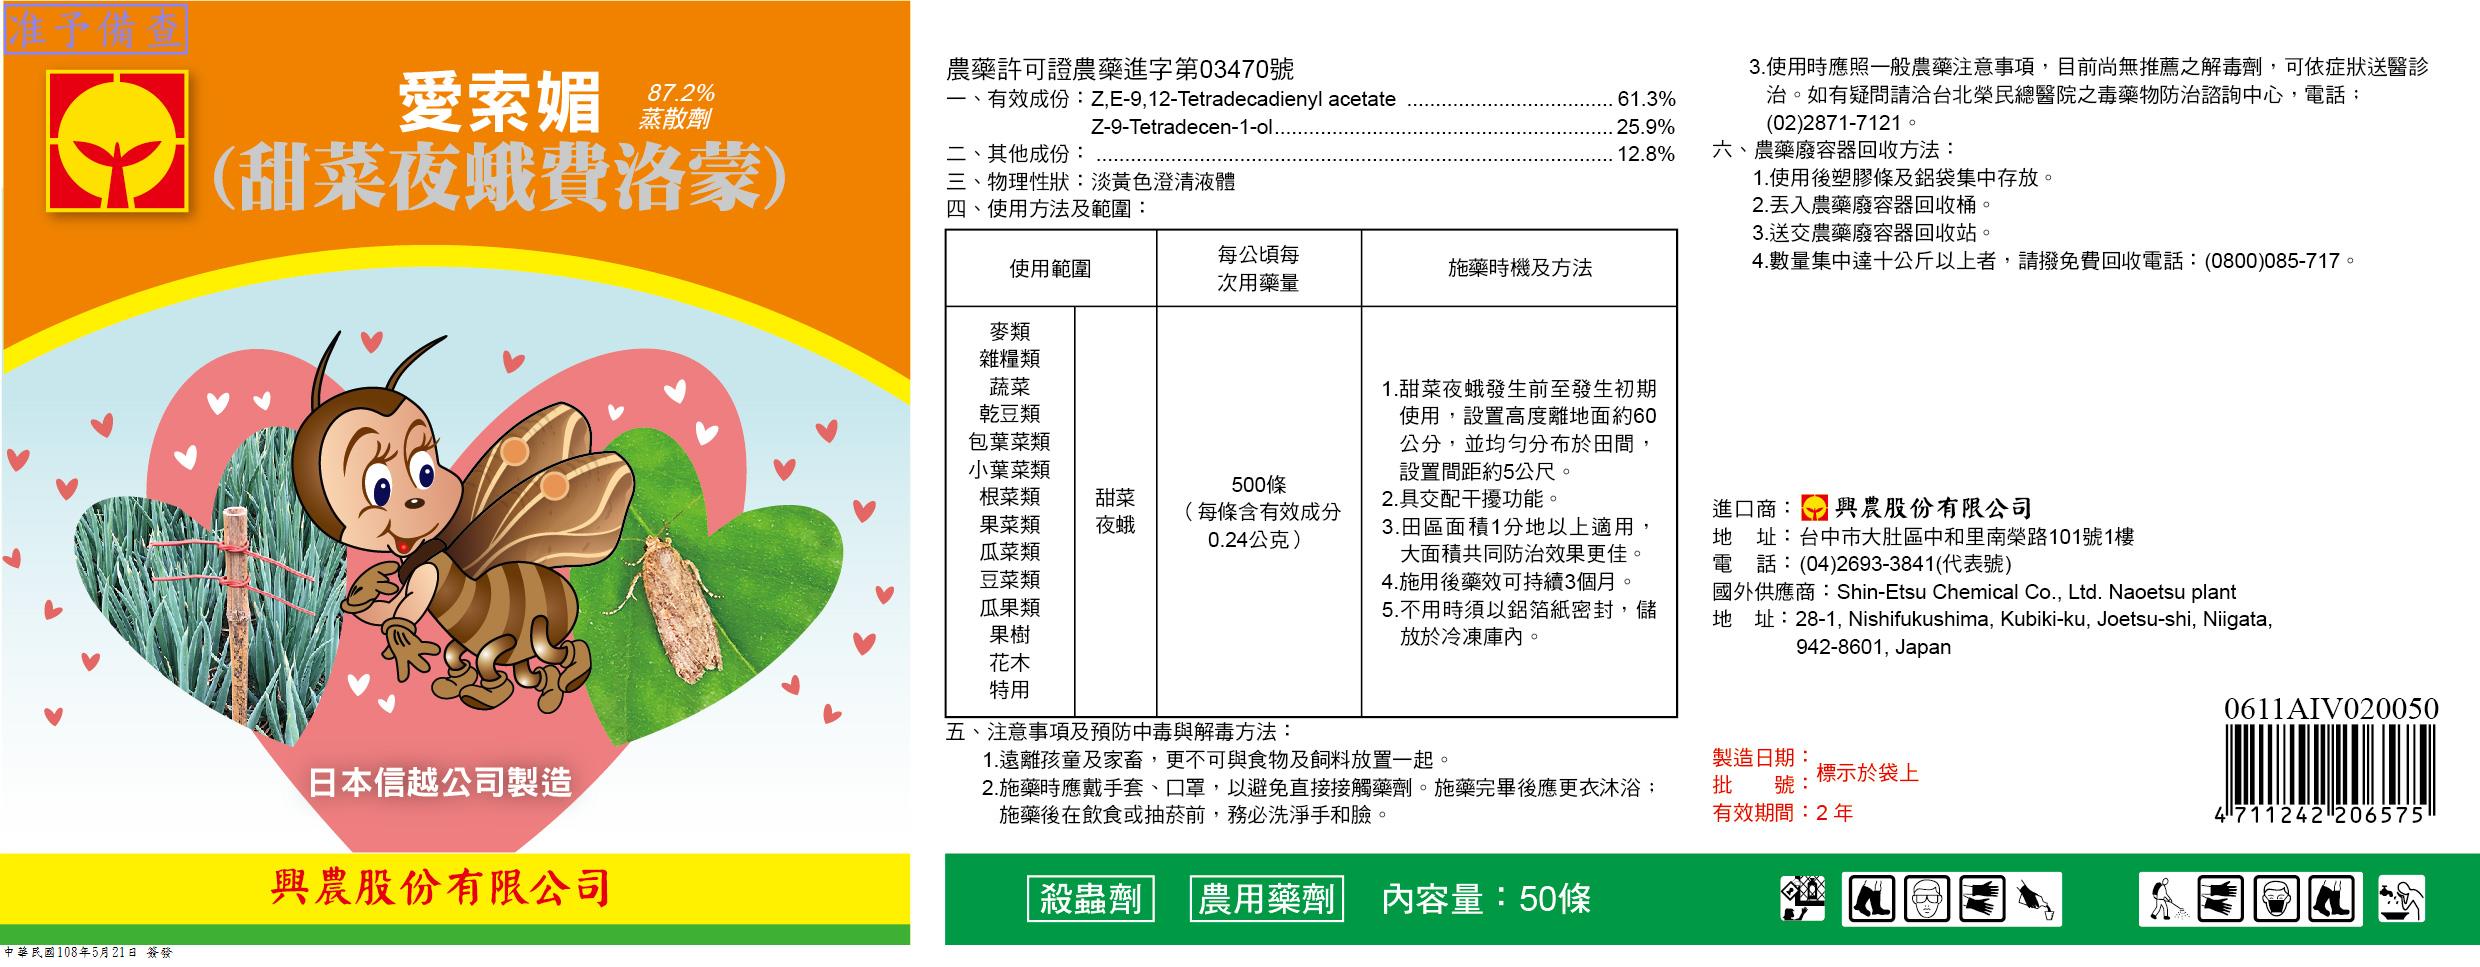 准予備查
愛索媚
87.2%
蒸散劑
(甜菜夜蛾費洛蒙)
日本信越公司製造
興農股份有限公司
中華民國108年5月21日 簽發
農藥許可證農藥進字第03470號
一、有效成份：Z,E-9,12-Tetradecadienyl acetate .................................... 61.3%
Z-9-Tetradecen-1-ol........................................................... 25.9%
二、其他成份： ........................................................................................... 12.8%
三、物理性狀：淡黃色澄清液體
四、使用方法及範圍：
使用範圍
每公頃每
次用藥量
施藥時機及方法
麥類
雜糧類
蔬菜
乾豆類
包葉菜類
小葉菜類
根菜類
果菜類
瓜菜類
豆菜類
瓜果類
果樹
花木
特用
甜菜
夜蛾
500條
（每條含有效成分
0.24公克）
1.甜菜夜蛾發生前至發生初期
使用，設置高度離地面約60
公分，並均勻分布於田間，
設置間距約5公尺。
2.具交配干擾功能。
3.田區面積1分地以上適用，
大面積共同防治效果更佳。
4.施用後藥效可持續3個月。
5.不用時須以鋁箔紙密封，儲
放於冷凍庫內。
五、注意事項及預防中毒與解毒方法：
1.遠離孩童及家畜，更不可與食物及飼料放置一起。
2.施藥時應戴手套、口罩，以避免直接接觸藥劑。施藥完畢後應更衣沐浴；
施藥後在飲食或抽菸前，務必洗淨手和臉。
3.使用時應照一般農藥注意事項，目前尚無推薦之解毒劑，可依症狀送醫診
治。如有疑問請洽台北榮民總醫院之毒藥物防治諮詢中心，電話；
(02)2871-7121。
六、農藥廢容器回收方法：
1.使用後塑膠條及鋁袋集中存放。
2.丟入農藥廢容器回收桶。
3.送交農藥廢容器回收站。
4.數量集中達十公斤以上者，請撥免費回收電話：(0800)085-717。
進口商：興農股份有限公司
地　址：台中市大肚區中和里南榮路101號1樓
電　話：(04)2693-3841(代表號)
國外供應商：Shin-Etsu Chemical Co., Ltd. Naoetsu plant
地　址：28-1, Nishifukushima, Kubiki-ku, Joetsu-shi, Niigata,
942-8601, Japan
製造日期：
批　　號：標示於袋上
有效期間：2 年
0611AIV020050
4 711242 206575
殺蟲劑 農用藥劑 內容量：50條